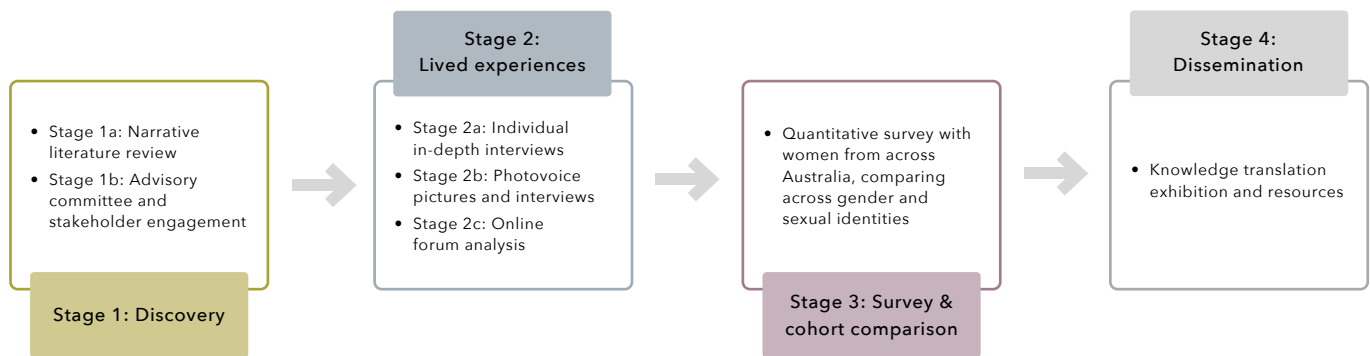 • Stage 1a: Narrative
literature review
• Stage 1b: Advisory
committee and
stakeholder engagement
Stage 1: Discovery
Stage 2:
Lived experiences
• Stage 2a: Individual
in-depth interviews
• Stage 2b: Photovoice
pictures and interviews
• Stage 2c: Online
forum analysis
• Quantitative survey with
women from across
Australia, comparing
across gender and
sexual identities
Stage 3: Survey &
cohort comparison
Stage 4:
Dissemination
• Knowledge translation
exhibition and resources